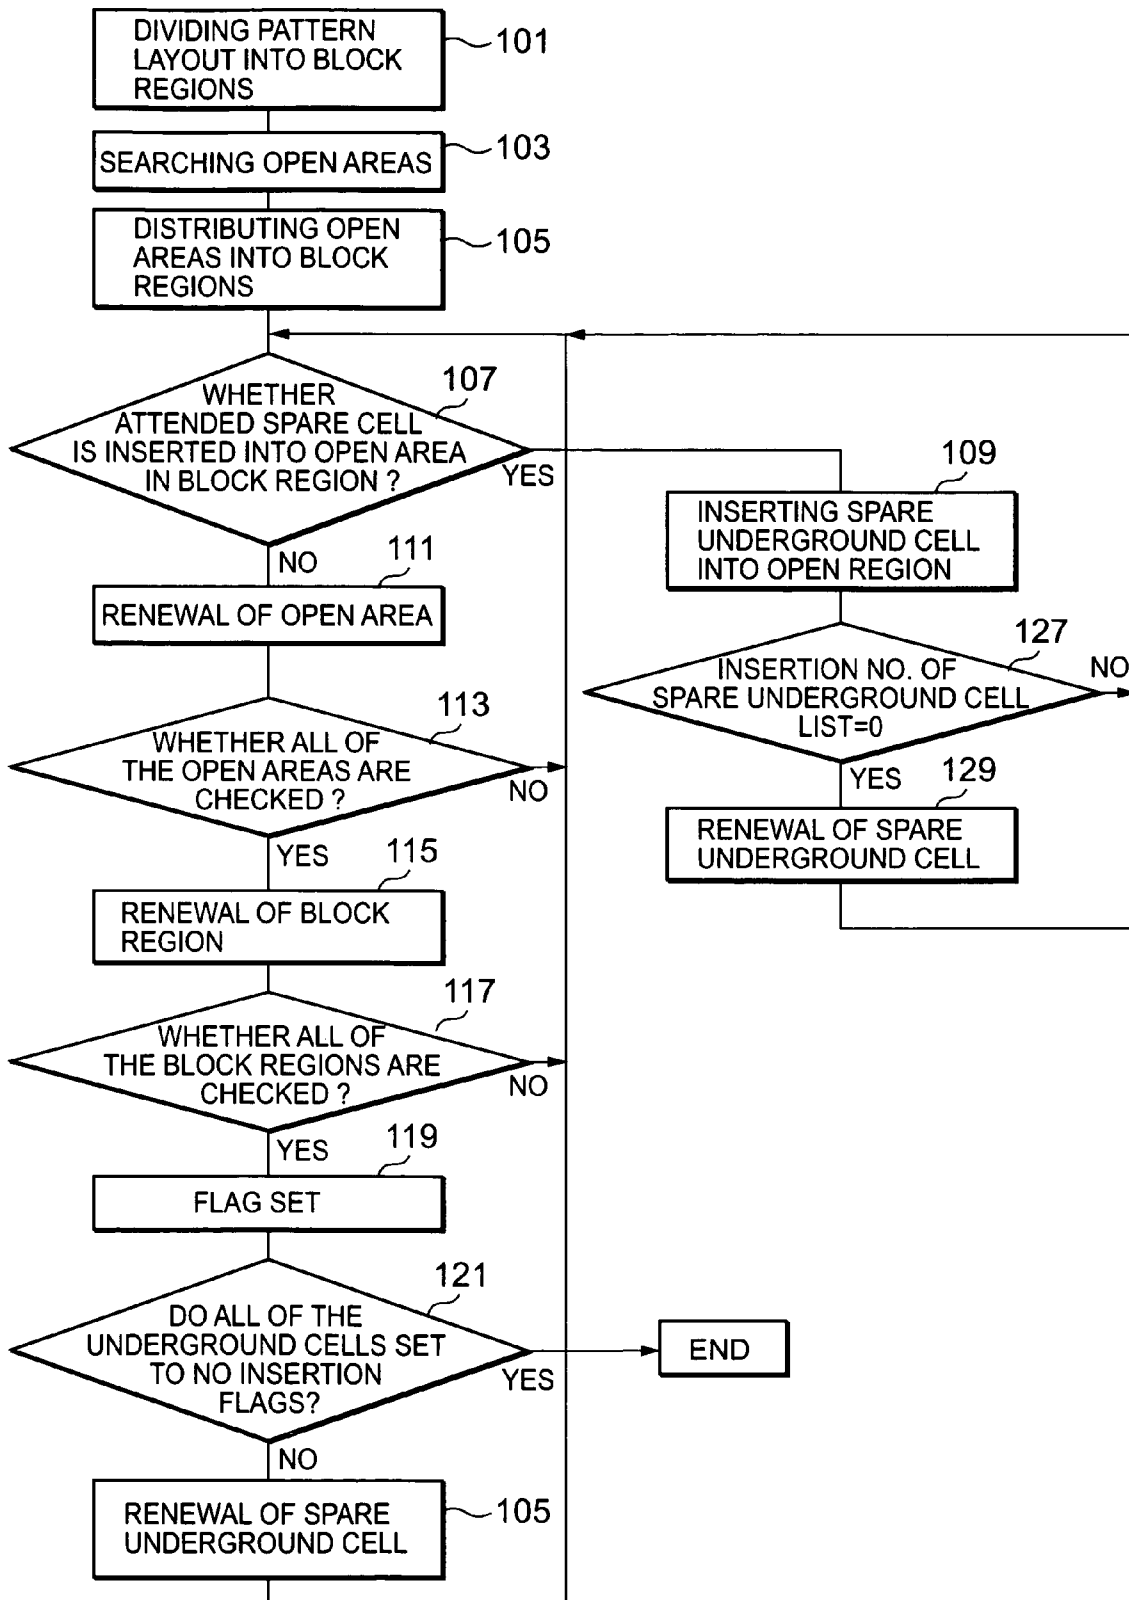 DIVIDING PATTERN
LAYOUT INTO BLOCK
REGIONS
101
SEARCHING OPEN AREAS
103
DISTRIBUTING OPEN
AREAS INTO BLOCK
REGIONS
105
107
WHETHER
ATTENDED SPARE CELL
IS INSERTED INTO OPEN AREA
IN BLOCK REGION ?
YES
NO
109
INSERTING SPARE
UNDERGROUND CELL
INTO OPEN REGION
111
RENEWAL OF OPEN AREA
127
INSERTION NO. OF
SPARE UNDERGROUND CELL
LIST=0
NO
YES
113
WHETHER ALL OF
THE OPEN AREAS ARE
CHECKED ?
NO
YES
129
RENEWAL OF SPARE
UNDERGROUND CELL
115
RENEWAL OF BLOCK
REGION
117
WHETHER ALL OF
THE BLOCK REGIONS ARE
CHECKED ?
NO
YES
119
FLAG SET
121
DO ALL OF THE
UNDERGROUND CELLS SET
TO NO INSERTION
FLAGS?
YES
END
NO
RENEWAL OF SPARE
UNDERGROUND CELL
105